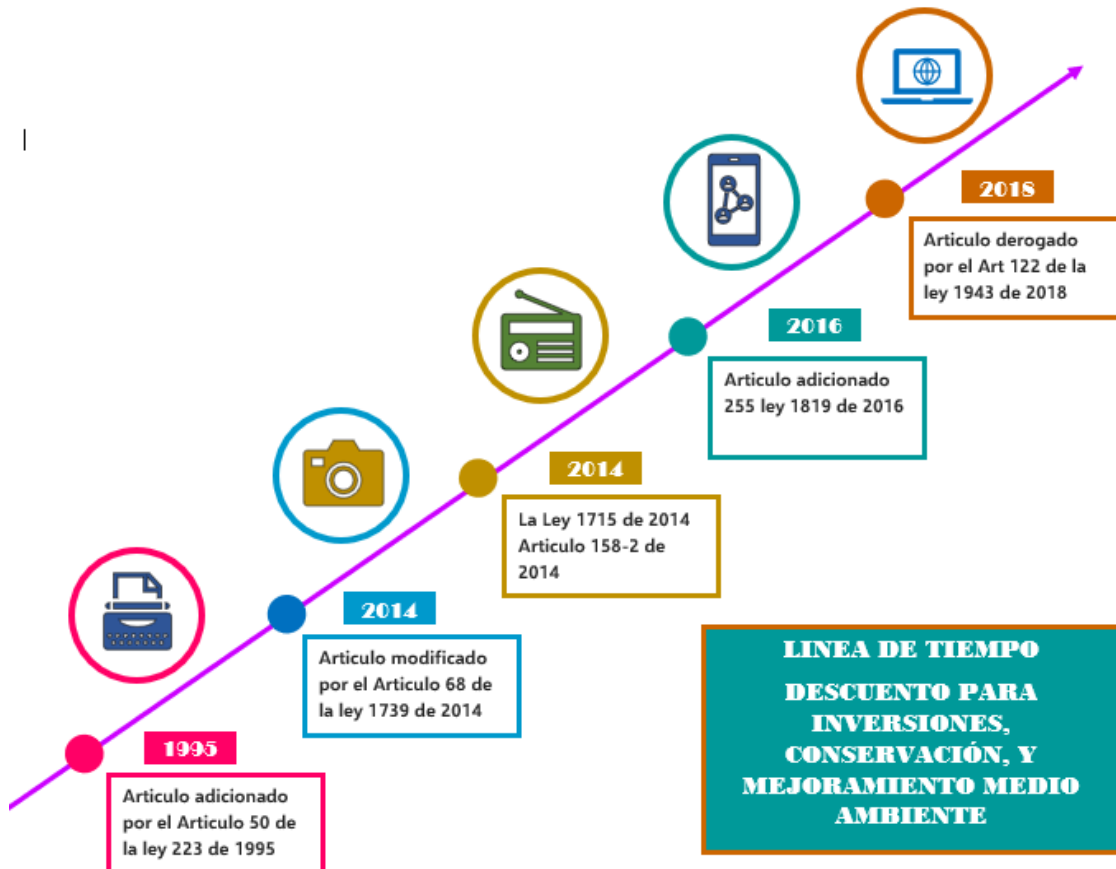 2018
Articulo derogado
por el Art 122 de la
ley 1943 de 2018
2016
Articulo adicionado
255 ley 1819 de 2016
2014
La Ley 1715 de 2014
Articulo 158-2 de
2014
2014
Articulo modificado
por el Articulo 68 de
la ley 1739 de 2014
1995
Articulo adicionado
por el Articulo 50 de
la ley 223 de 1995
LINEA DE TIEMPO
DESCUENTO PARA
INVERSIONES,
CONSERVACIÓN, Y
MEJORAMIENTO MEDIO
AMBIENTE